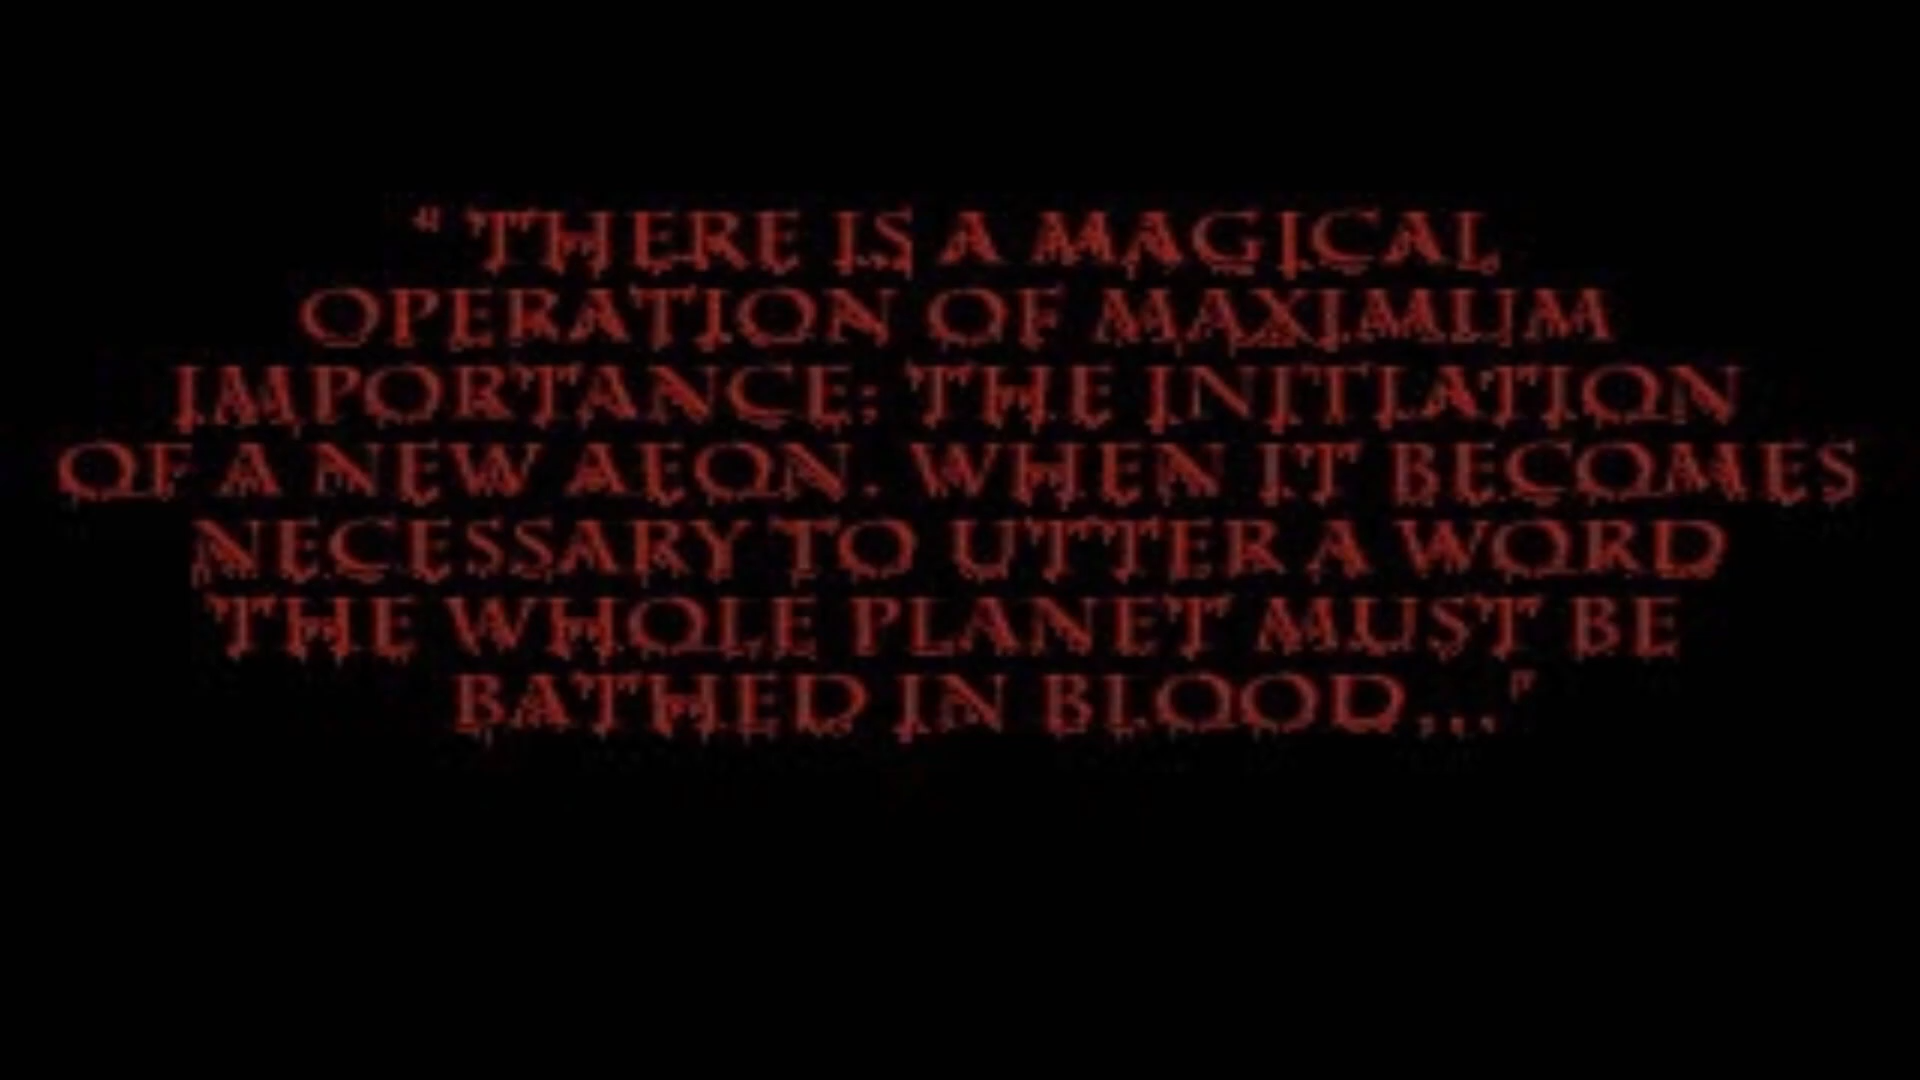 " THERE IS A MAGICAL
OPERATION OF MAXIMUM
IMPORTANCE: THE INITIATION
OF A NEW AEON. WHEN IT BECOMES
NECESSARY TO UTTER A WORD
THE WHOLE PLANET MUST BE
BATHED IN BLOOD..."